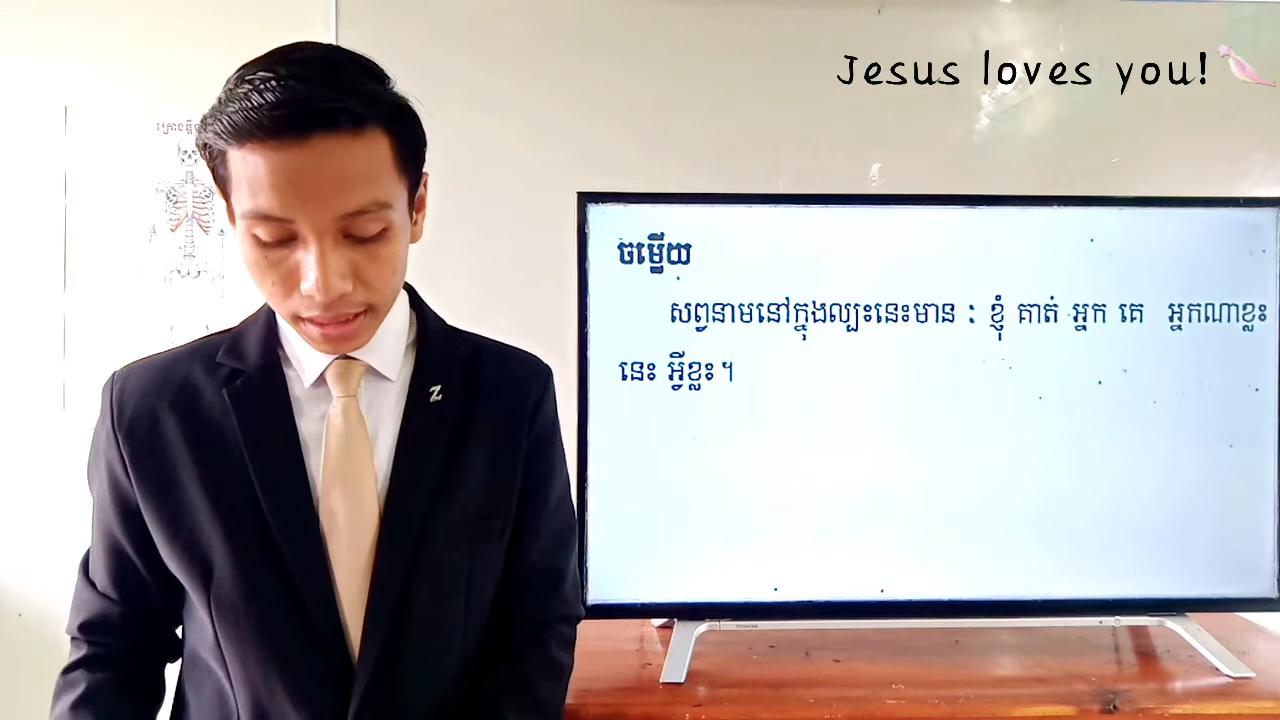 Jesus loves you!
ចម្លើយ
សព្វនាមនៅក្នុងល្បះនេះមាន ៖ ខ្ញុំ គាត់ អ្នក គេ អ្នកណាខ្លះ
នេះ អ្វីខ្លះ ។
Z
TOSHIBA